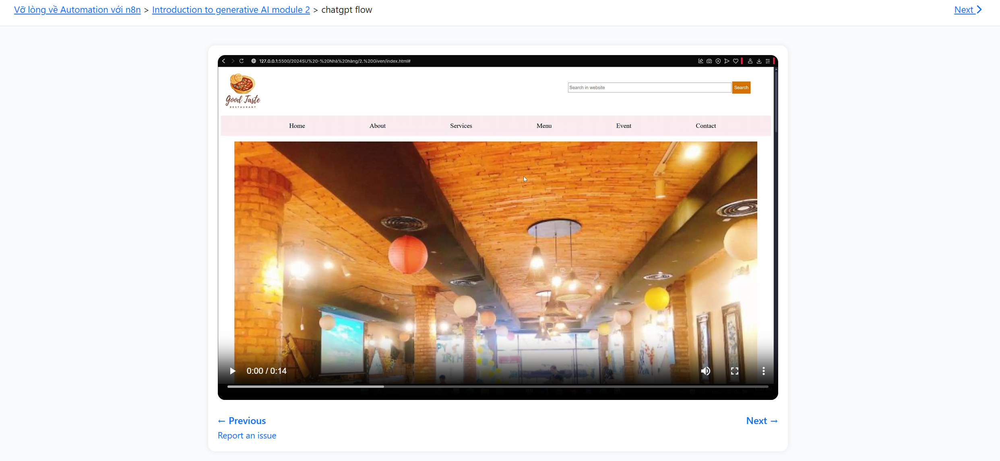 Vỡ lòng về Automation với n8n > Introduction to generative AI module 2 > chatgpt flow
Next
127.0.0.1:5500/2024SU%20-%20Nhà%20hàng/2.%20Given/index.html#
Good Taste
RESTAURANT
Search in website
Search
Home
About
Services
Menu
Event
Contact
0:00 / 0:14
← Previous
Next →
Report an issue